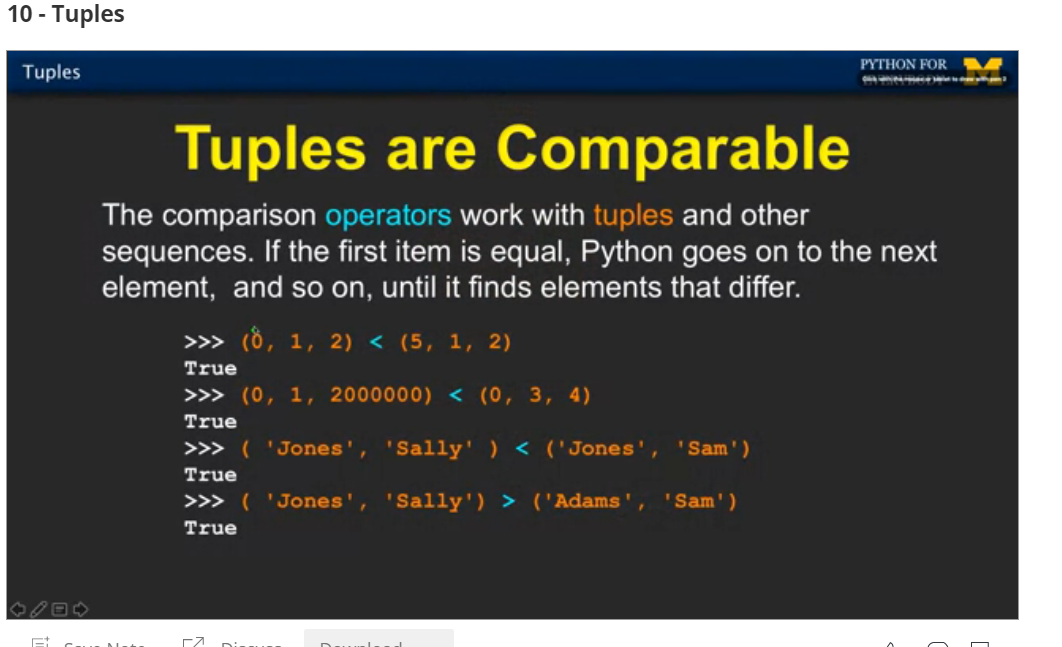 10 - Tuples
Tuples
PYTHON FOR
Tuples are Comparable
The comparison operators work with tuples and other
sequences. If the first item is equal, Python goes on to the next
element,  and so on, until it finds elements that differ.
>>> (0, 1, 2) < (5, 1, 2)
True
>>> (0, 1, 2000000) < (0, 3, 4)
True
>>> ( 'Jones', 'Sally' ) < ('Jones', 'Sam')
True
>>> ( 'Jones', 'Sally') > ('Adams', 'Sam')
True
Save Note
Discuss
Download